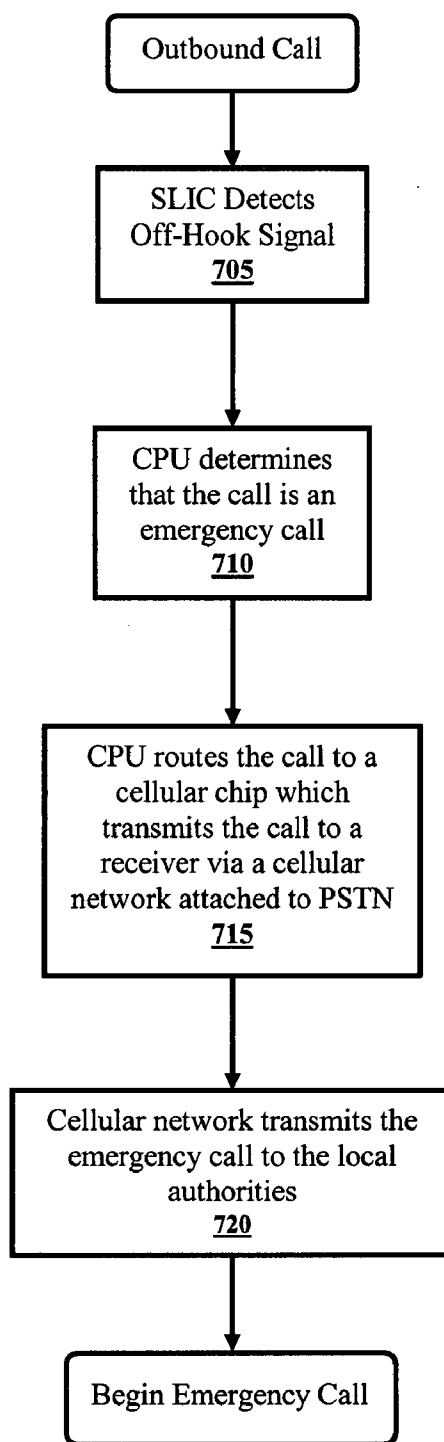 Outbound Call
SLIC Detects
Off-Hook Signal
705
CPU determines
that the call is an
emergency call
710
CPU routes the call to a
cellular chip which
transmits the call to a
receiver via a cellular
network attached to PSTN
715
Cellular network transmits the
emergency call to the local
authorities
720
Begin Emergency Call